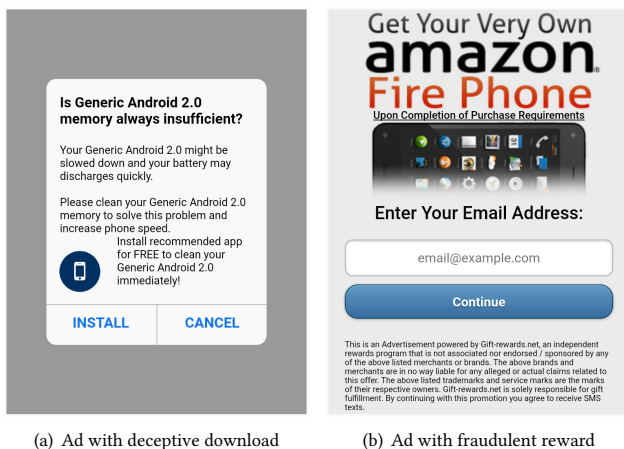 Is Generic Android 2.0
memory always insufficient?
Your Generic Android 2.0 might be
slowed down and your battery may
discharges quickly.
Please clean your Generic Android 2.0
memory to solve this problem and
increase phone speed.
Install recommended app
for FREE to clean your
Generic Android 2.0
immediately!
INSTALL CANCEL
(a) Ad with deceptive download
Get Your Very Own
amazon
Fire Phone
Upon Completion of Purchase Requirements
Enter Your Email Address:
email@example.com
Continue
This is an Advertisement powered by Gift-rewards.net, an independent
rewards program that is not associated nor endorsed / sponsored by any
of the above listed merchants or brands. The above brands and
merchants are in no way liable for any alleged or actual claims related to
this offer. The above listed trademarks and service marks are the marks
of their respective owners. Gift-rewards.net is solely responsible for gift
fulfillment. By continuing with this promotion you agree to receive SMS
texts.
(b) Ad with fraudulent reward